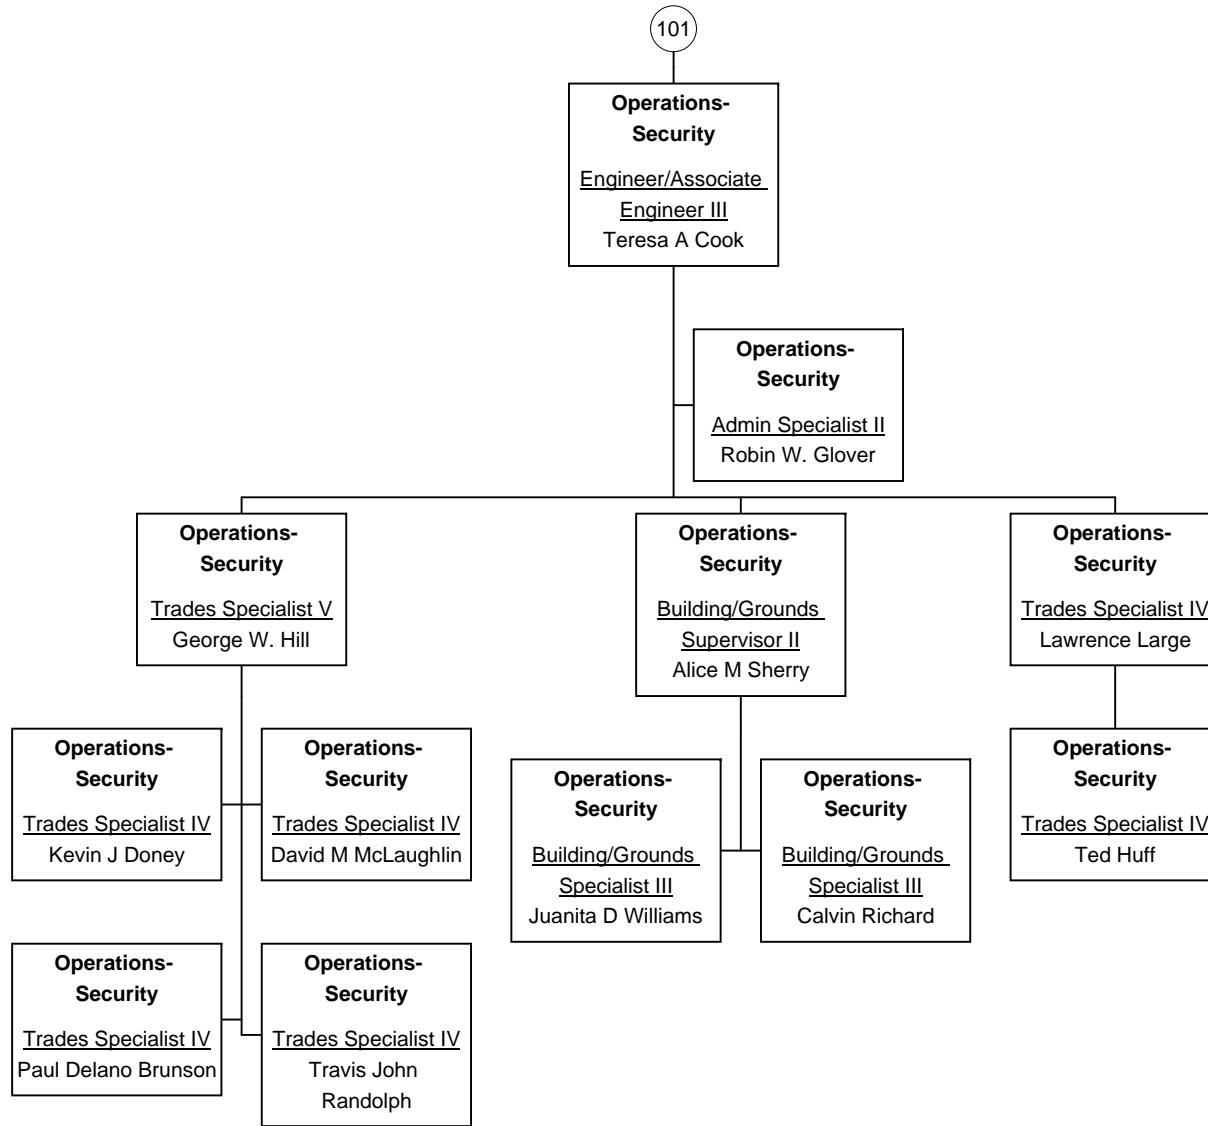 101
Operations-
Security
Engineer/Associate
Engineer III
Teresa A Cook
Operations-
Security
Admin Specialist II
Robin W. Glover
Operations-
Security
Trades Specialist V
George W. Hill
Operations-
Security
Building/Grounds
Supervisor II
Alice M Sherry
Operations-
Security
Trades Specialist IV
Lawrence Large
Operations-
Security
Trades Specialist IV
Kevin J Doney
Operations-
Security
Trades Specialist IV
David M McLaughlin
Operations-
Security
Building/Grounds
Specialist III
Juanita D Williams
Operations-
Security
Building/Grounds
Specialist III
Calvin Richard
Operations-
Security
Trades Specialist IV
Ted Huff
Operations-
Security
Trades Specialist IV
Paul Delano Brunson
Operations-
Security
Trades Specialist IV
Travis John
Randolph